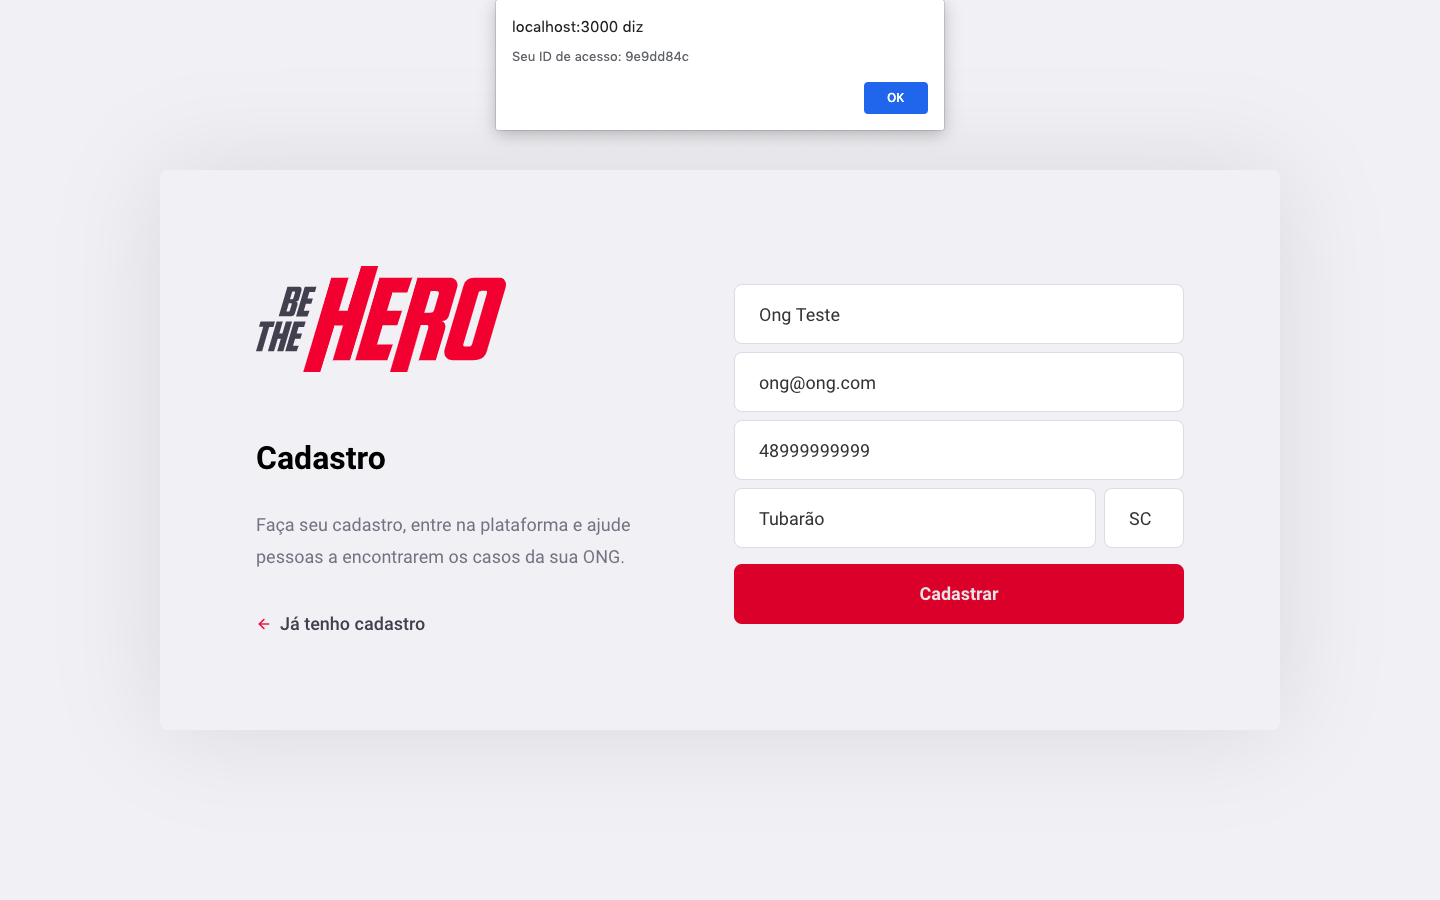 localhost:3000 diz
Seu ID de acesso: 9e9dd84c
OK
BE
THE
HERO
Cadastro
Faça seu cadastro, entre na plataforma e ajude
pessoas a encontrarem os casos da sua ONG.
Já tenho cadastro
Ong Teste
ong@ong.com
48999999999
Tubarão
SC
Cadastrar